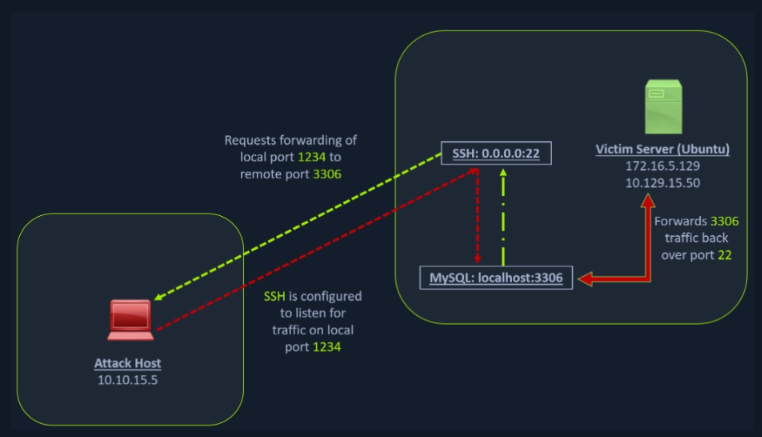 Requests forwarding of
local port 1234 to
remote port 3306
SSH: 0.0.0.0:22
Victim Server (Ubuntu)
172.16.5.129
10.129.15.50
Forwards 3306
traffic back
over port 22
MySQL: localhost:3306
SSH is configured
to listen for
traffic on local
port 1234
Attack Host
10.10.15.5